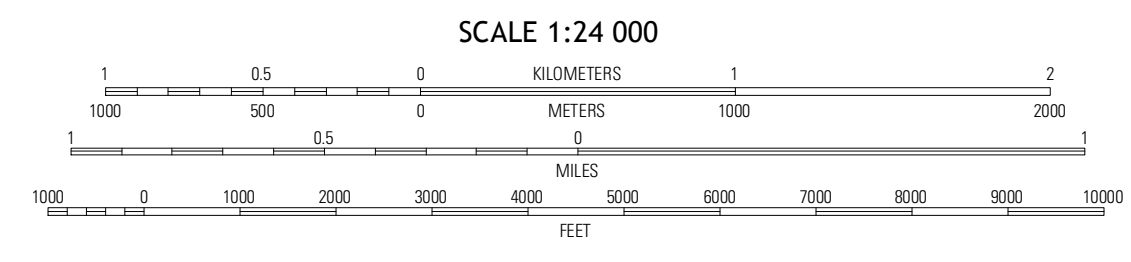 SCALE 1:24 000
1 0.5 0 KILOMETERS 1 2
1000 500 0 METERS 1000 2000
1 0.5 0 1
MILES
1000 0 1000 2000 3000 4000 5000 6000 7000 8000 9000 10000
FEET